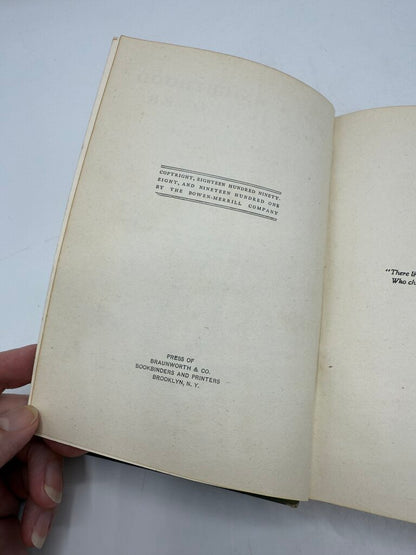 COPYRIGHT, EIGHTEEN HUNDRED NINETY-
EIGHT, AND NINETEEN HUNDRED ONE
BY THE BOWEN-MERRILL COMPANY
PRESS OF
BRAUNWORTH & CO.
BOOKBINDERS AND PRINTERS
BROOKLYN, N. Y.
"There
Who